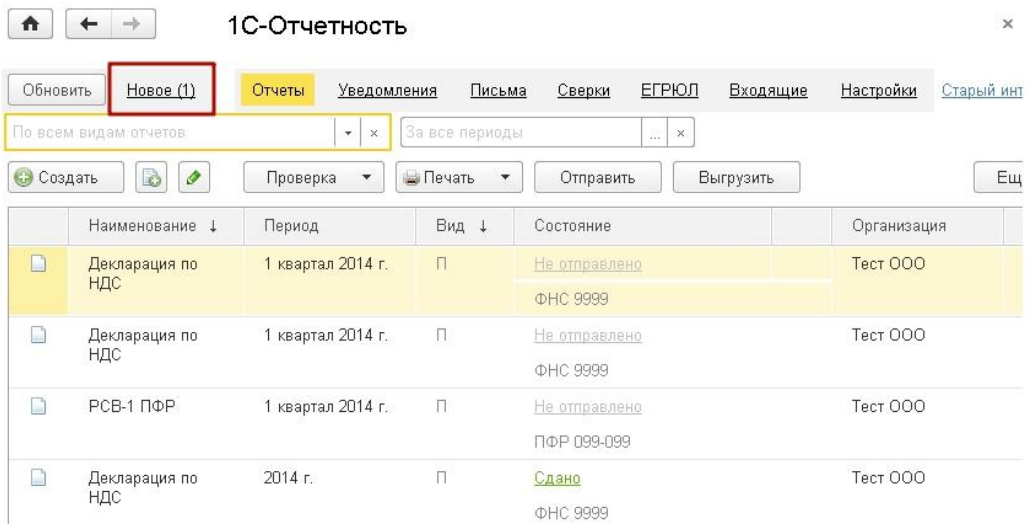 1С-Отчетность
Обновить Новое (1) Отчеты Уведомления Письма Сверки ЕГРЮЛ Входящие Настройки Старый инт
По всем видам отчетов За все периоды ...
Создать Проверка Печать Отправить Выгрузить Ещ
Наименование ↓ Период Вид ↓ Состояние Организация
Декларация по 1 квартал 2014 г. П Не отправлено Тест ООО
НДС
ФНС 9999
Декларация по 1 квартал 2014 г. П Не отправлено Тест ООО
НДС
ФНС 9999
РСВ-1 ПФР 1 квартал 2014 г. П Не отправлено Тест ООО
ПФР 099-099
Декларация по 2014 г. П Сдано Тест ООО
НДС
ФНС 9999